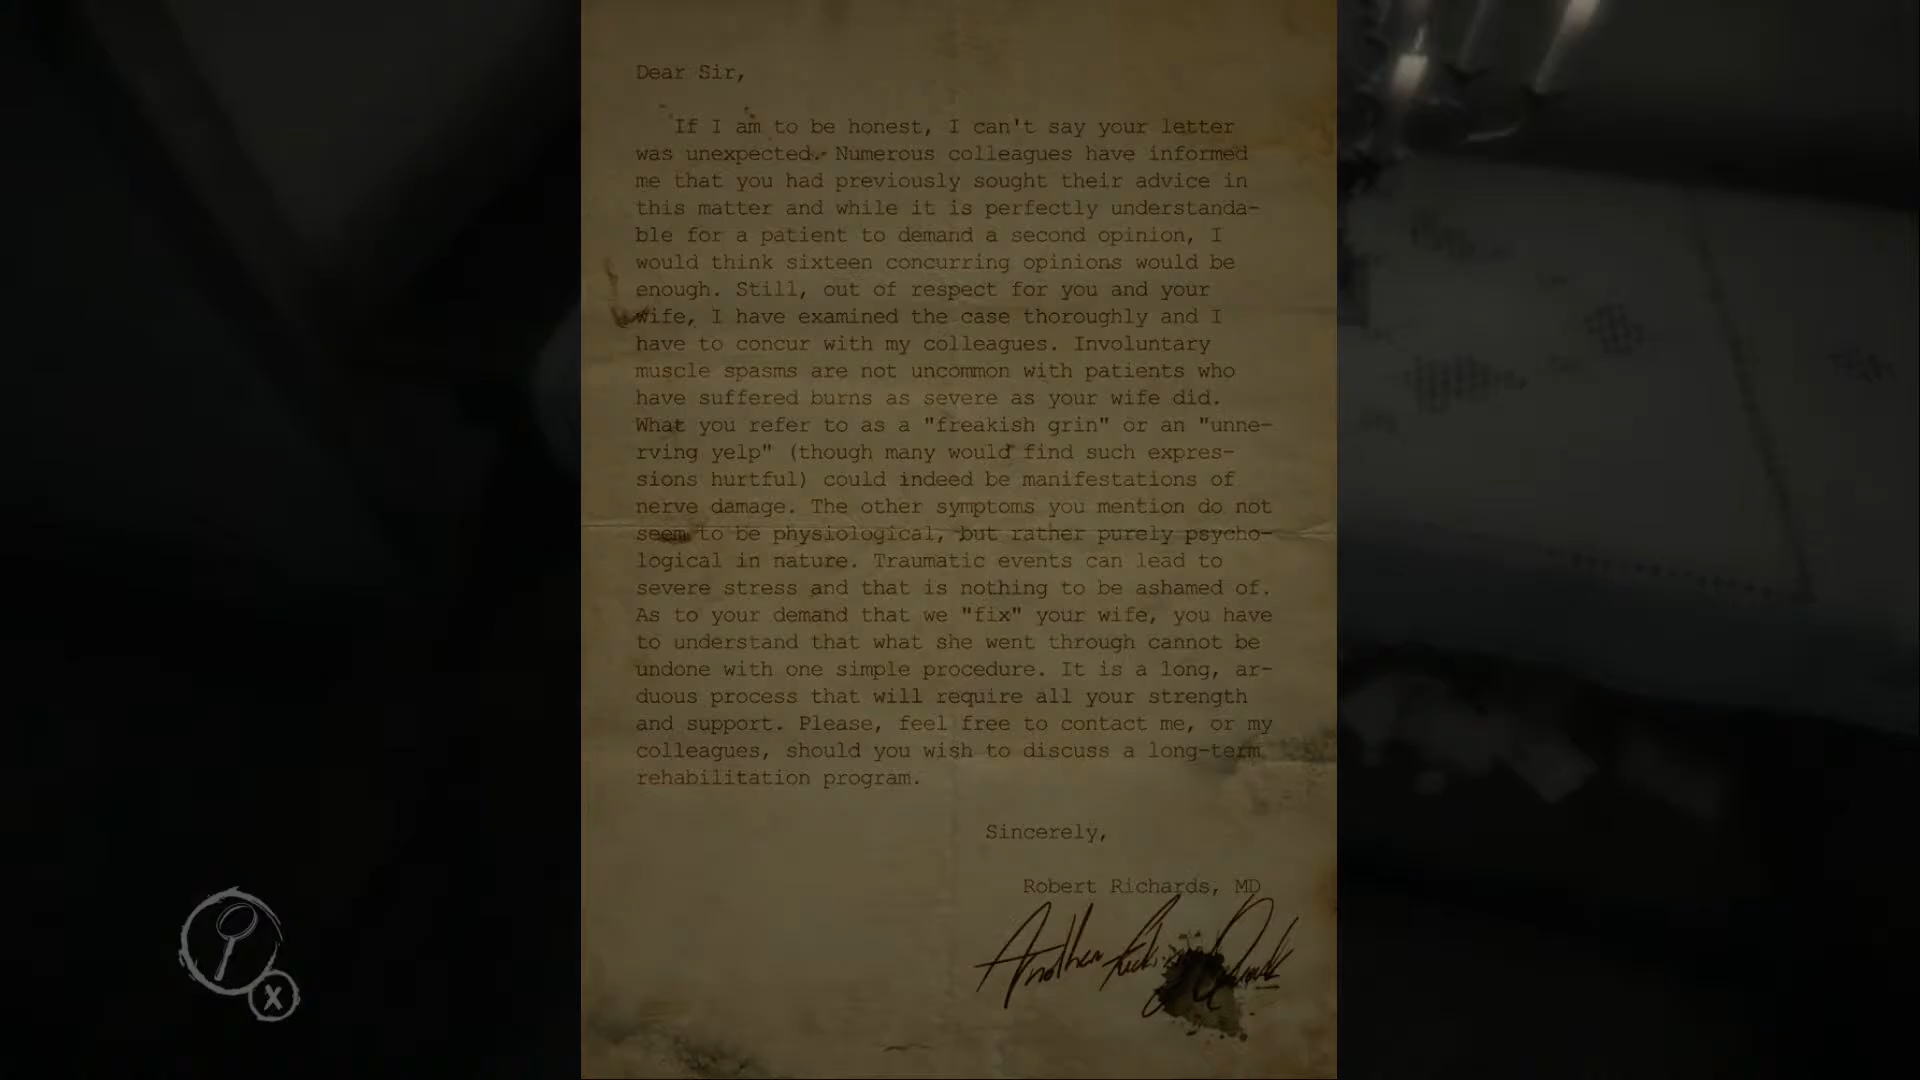 Dear Sir,
If I am to be honest, I can't say your letter
was unexpected. Numerous colleagues have informed
me that you had previously sought their advice in
this matter and while it is perfectly understanda-
ble for a patient to demand a second opinion, I
would think sixteen concurring opinions would be
enough. Still, out of respect for you and your
wife, I have examined the case thoroughly and I
have to concur with my colleagues. Involuntary
muscle spasms are not uncommon with patients who
have suffered burns as severe as your wife did.
What you refer to as a "freakish grin" or an "unne-
rving yelp" (though many would find such expres-
sions hurtful) could indeed be manifestations of
nerve damage. The other symptoms you mention do not
seem to be physiological, but rather purely psycho-
logical in nature. Traumatic events can lead to
severe stress and that is nothing to be ashamed of.
As to your demand that we "fix" your wife, you have
to understand that what she went through cannot be
undone with one simple procedure. It is a long, ar-
duous process that will require all your strength
and support. Please, feel free to contact me, or my
colleagues, should you wish to discuss a long-term
rehabilitation program.
Sincerely,
Robert Richards, MD
Another
X